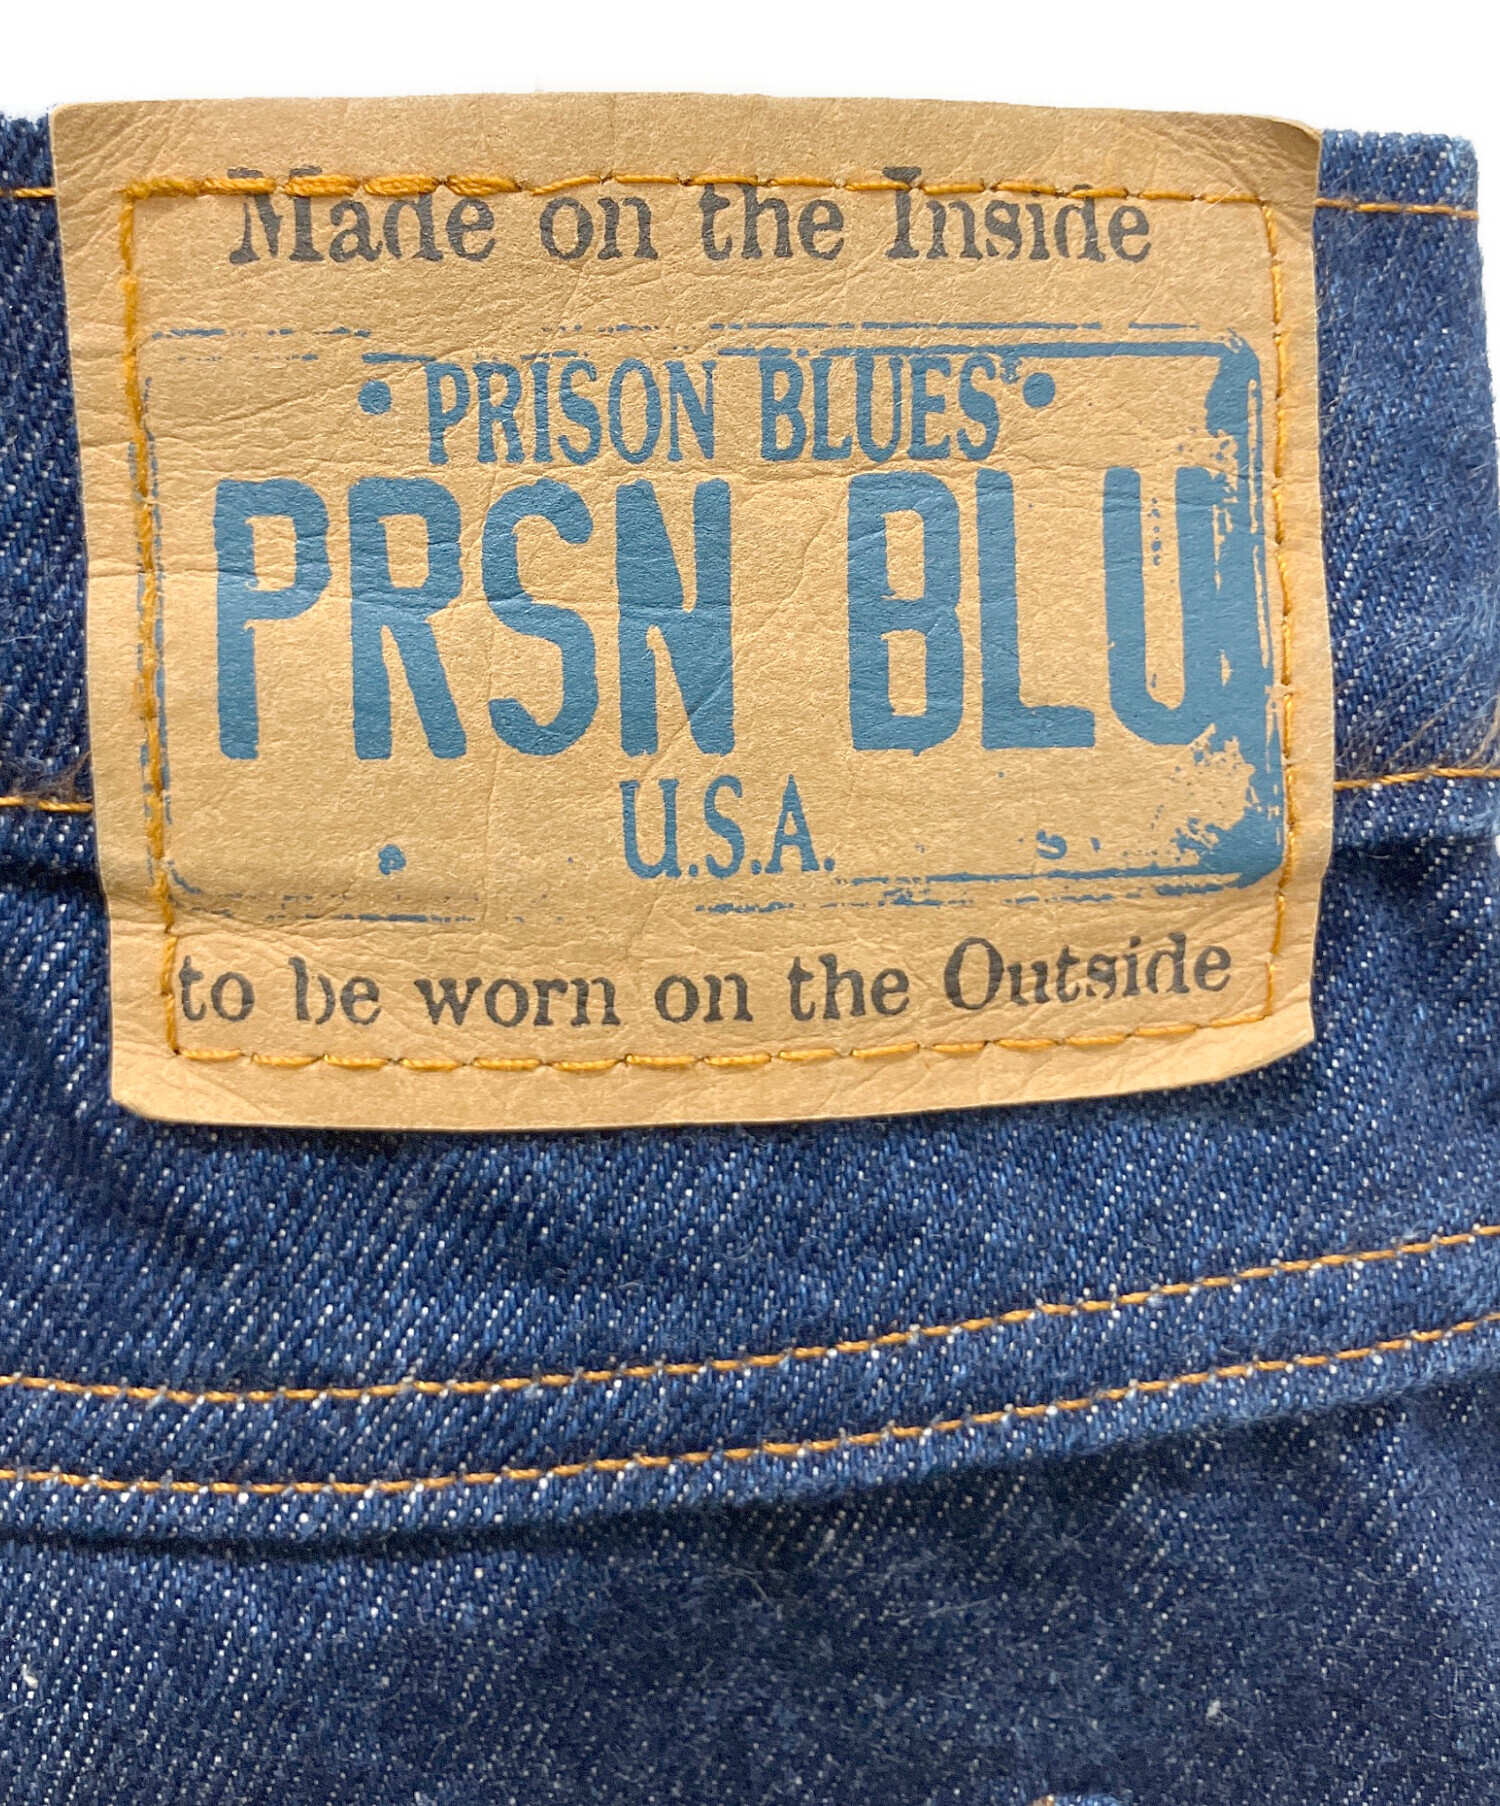 Made on the Inside
• PRISON BLUES •
PRSN BLU
U.S.A.
to be worn on the Outside